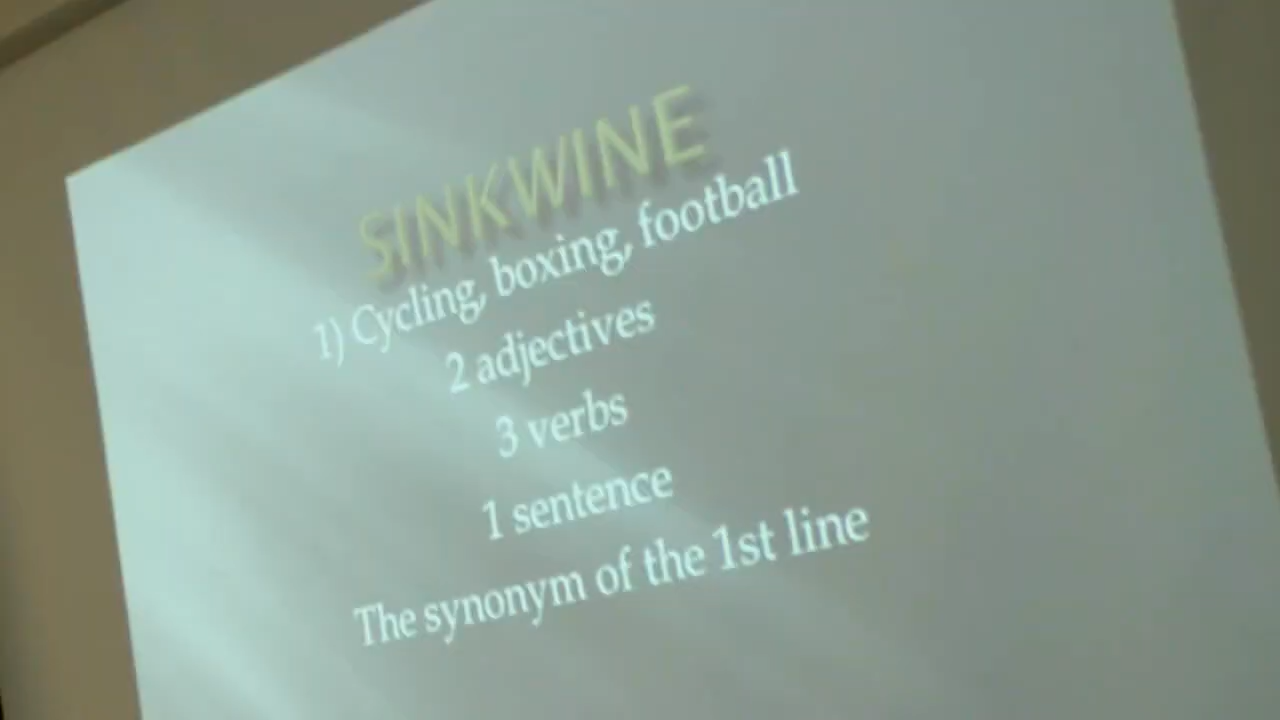 SINKWINE
1) Cycling, boxing, football
2 adjectives
3 verbs
1 sentence
The synonym of the 1st line